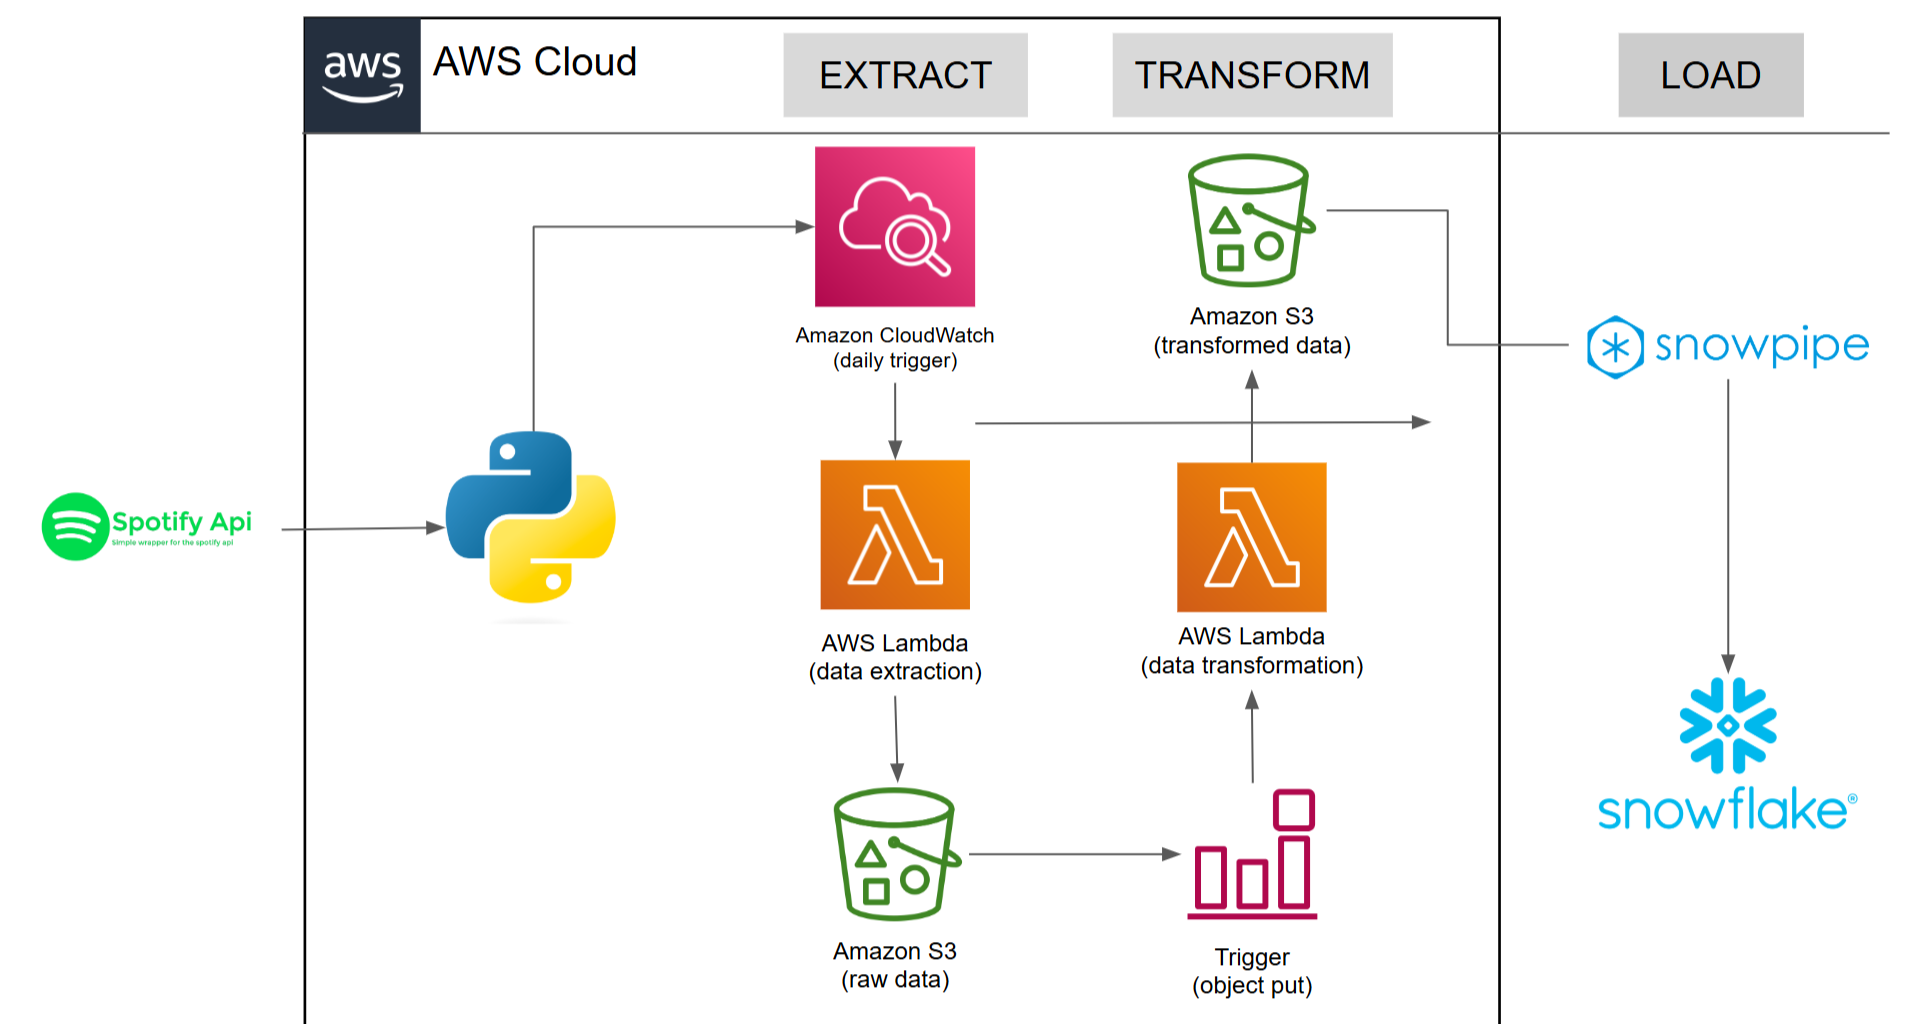 aws
AWS Cloud
EXTRACT
TRANSFORM
LOAD
Amazon CloudWatch
(daily trigger)
Amazon S3
(transformed data)
snowpipe
Spotify Api
Simple wrapper for the spotify api
AWS Lambda
(data extraction)
AWS Lambda
(data transformation)
snowflake®
Amazon S3
(raw data)
Trigger
(object put)